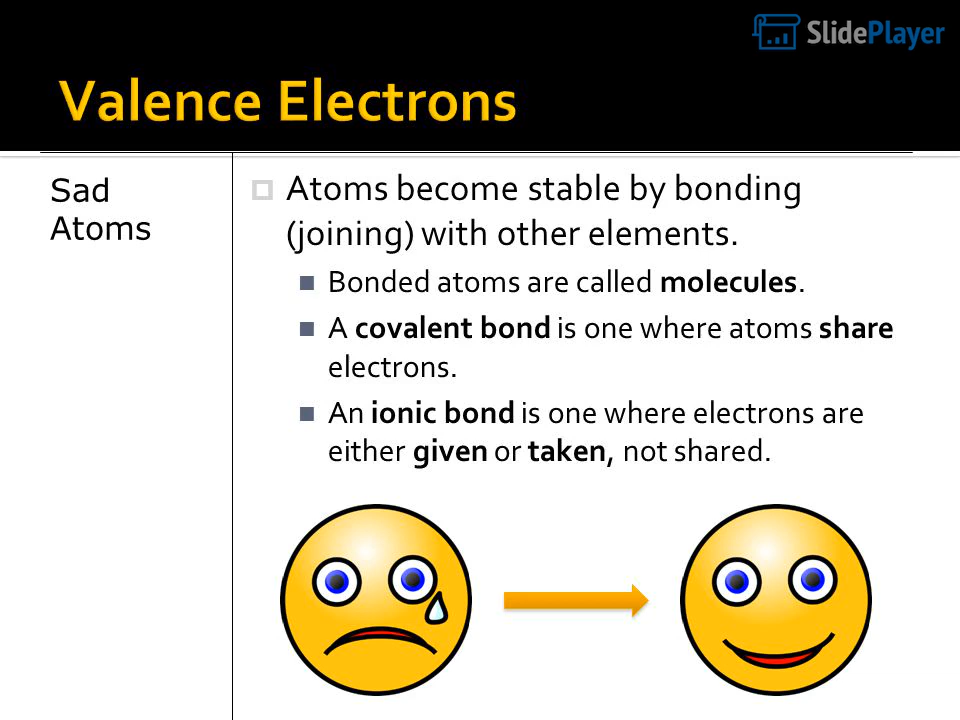 SlidePlayer
Valence Electrons
Sad
Atoms
Atoms become stable by bonding
(joining) with other elements.
Bonded atoms are called molecules.
A covalent bond is one where atoms share
electrons.
An ionic bond is one where electrons are
either given or taken, not shared.